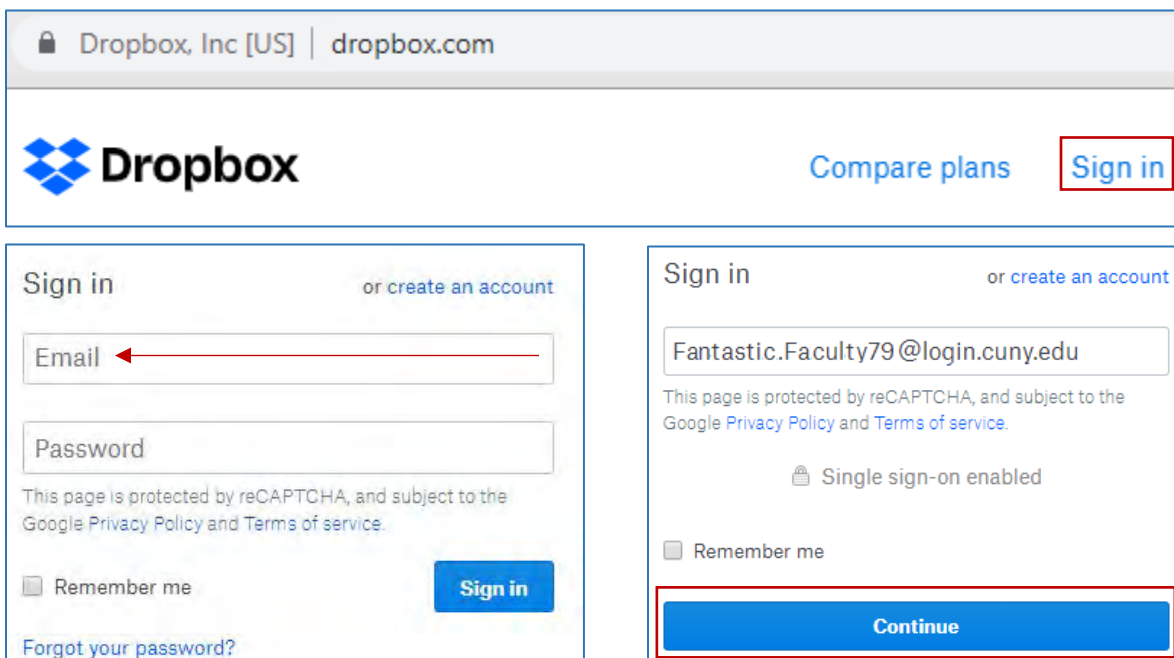 Dropbox, Inc [US] | dropbox.com
Dropbox
Compare plans
Sign in
Sign in
or create an account
Email
Password
This page is protected by reCAPTCHA, and subject to the
Google Privacy Policy and Terms of service.
Remember me
Sign in
Forgot your password?
Sign in
or create an account
Fantastic.Faculty79@login.cuny.edu
This page is protected by reCAPTCHA, and subject to the
Google Privacy Policy and Terms of service.
Single sign-on enabled
Remember me
Continue